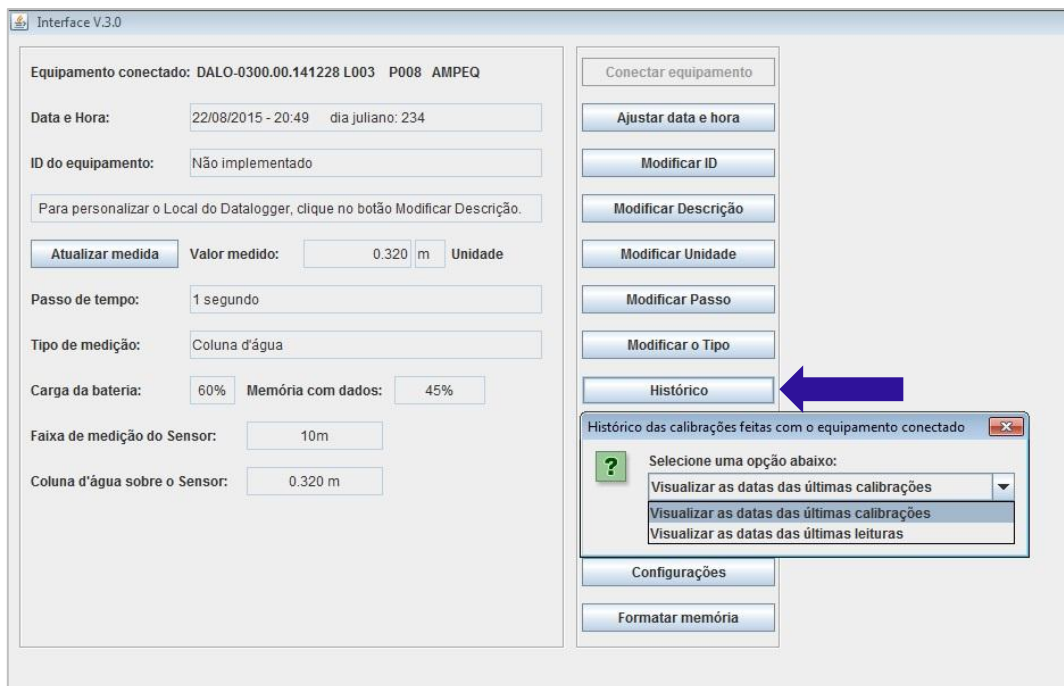 Interface V.3.0
Equipamento conectado: DALO-0300.00.141228 L003 P008 AMPEQ
Data e Hora: 22/08/2015 - 20:49 dia juliano: 234
ID do equipamento: Não implementado
Para personalizar o Local do Datalogger, clique no botão Modificar Descrição.
Atualizar medida Valor medido: 0.320 m Unidade
Passo de tempo: 1 segundo
Tipo de medição: Coluna d'água
Carga da bateria: 60% Memória com dados: 45%
Faixa de medição do Sensor: 10m
Coluna d'água sobre o Sensor: 0.320 m
Conectar equipamento
Ajustar data e hora
Modificar ID
Modificar Descrição
Modificar Unidade
Modificar Passo
Modificar o Tipo
Histórico
Histórico das calibrações feitas com o equipamento conectado
?
Selecione uma opção abaixo:
Visualizar as datas das últimas calibrações
Visualizar as datas das últimas calibrações
Visualizar as datas das últimas leituras
Configurações
Formatar memória